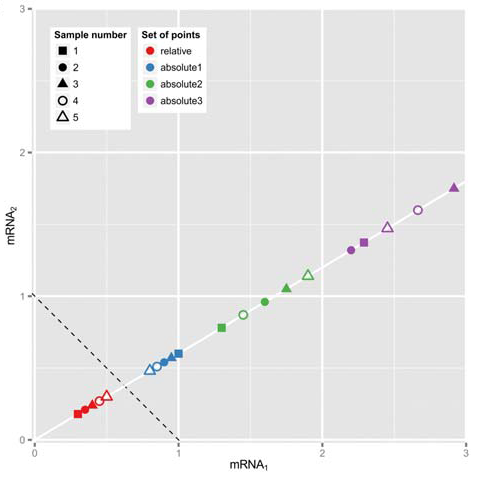 3
Sample number
1
2
3
4
5
Set of points
relative
absolute1
absolute2
absolute3
2
mRNA₂
1
0
0
1
2
3
mRNA₁